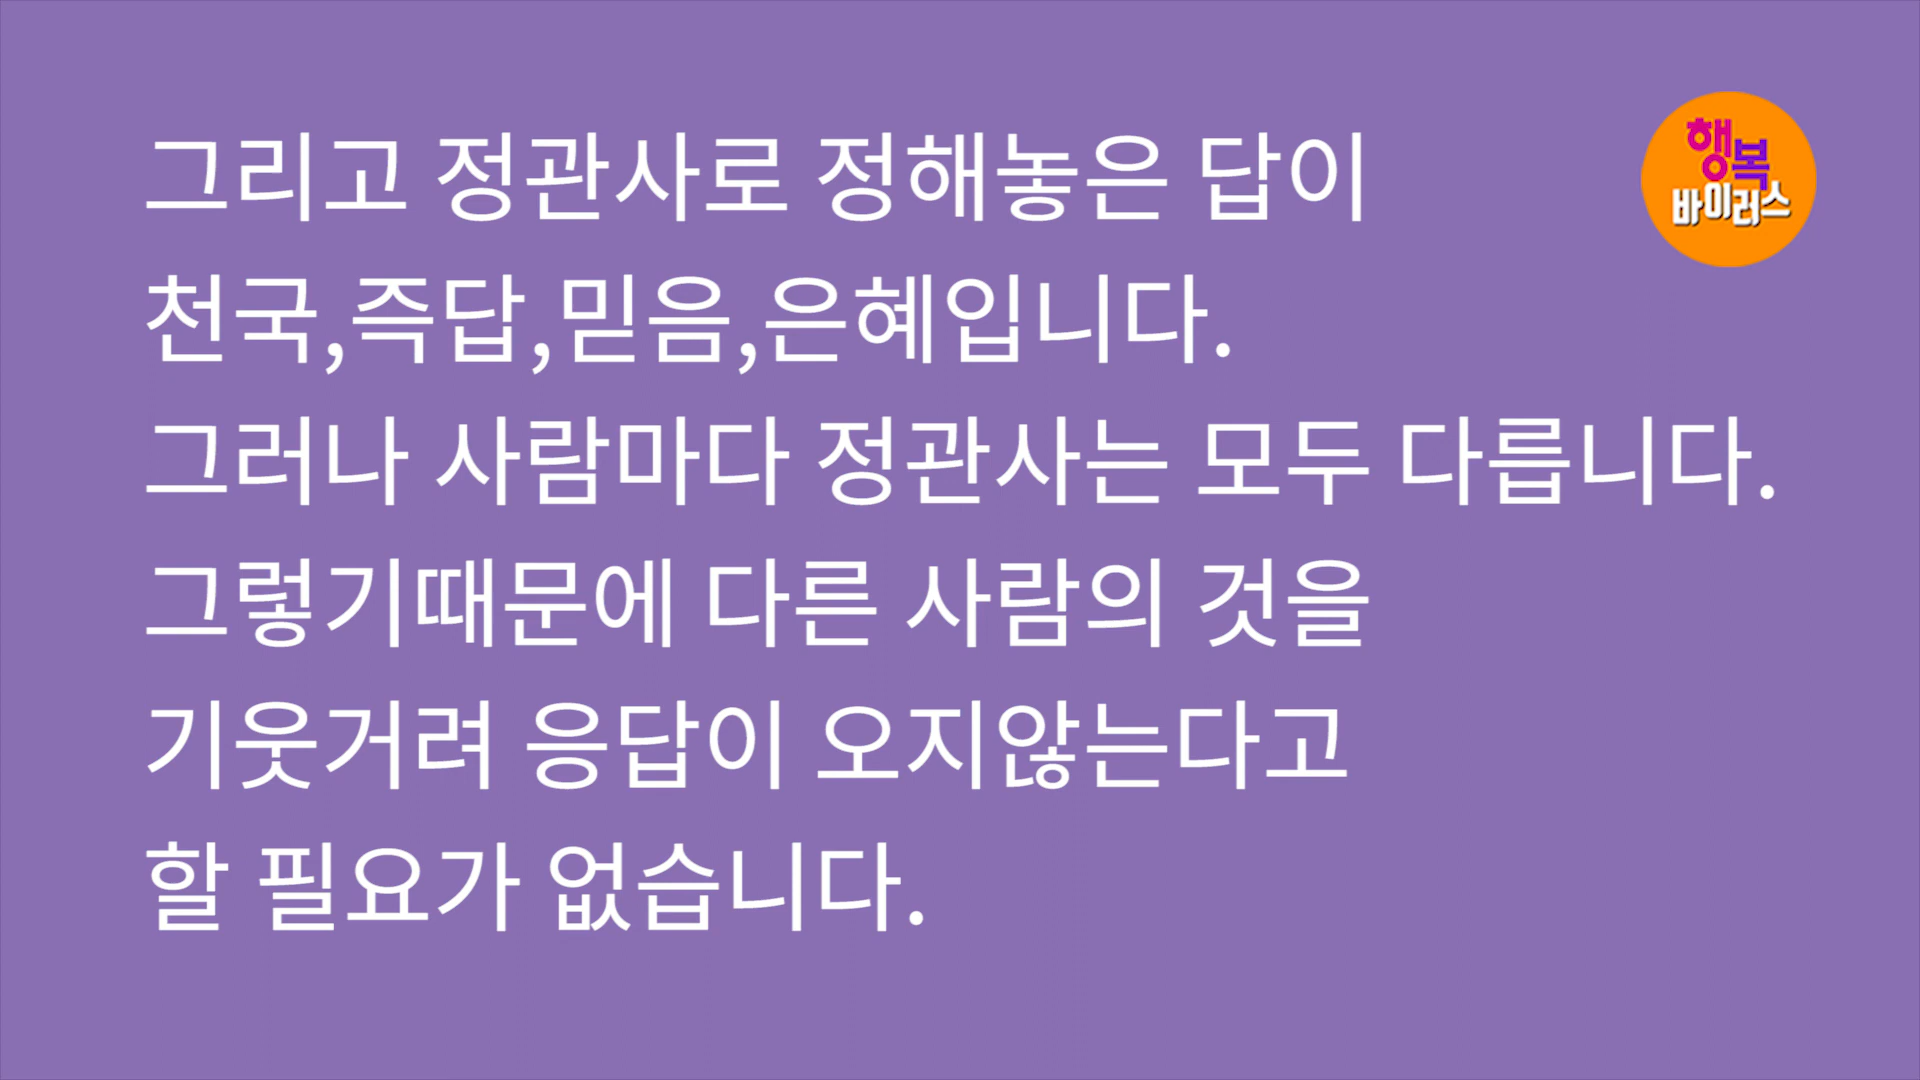 그리고 정관사로 정해놓은 답이
천국,즉답,믿음,은혜입니다.
그러나 사람마다 정관사는 모두 다릅니다.
그렇기때문에 다른 사람의 것을
기웃거려 응답이 오지않는다고
할 필요가 없습니다.
행복
바이러스